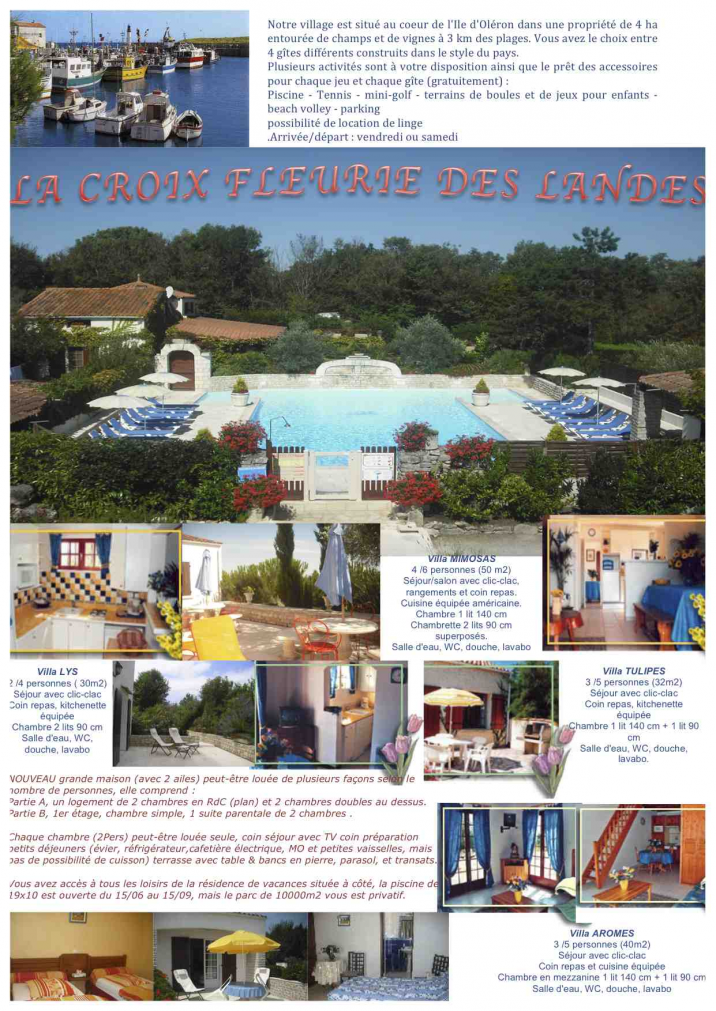 Notre village est situé au coeur de l'Ile d'Oléron dans une propriété de 4 ha
entourée de champs et de vignes à 3 km des plages. Vous avez le choix entre
4 gîtes différents construits dans le style du pays.
Plusieurs activités sont à votre disposition ainsi que le prêt des accessoires
pour chaque jeu et chaque gîte (gratuitement) :
Piscine - Tennis - mini-golf - terrains de boules et de jeux pour enfants -
beach volley - parking
possibilité de location de linge
.Arrivée/départ : vendredi ou samedi
LA CROIX FLEURIE DES LANDES
Villa MIMOSAS
4 /6 personnes (50 m2)
Séjour/salon avec clic-clac,
rangements et coin repas.
Cuisine équipée américaine.
Chambre 1 lit 140 cm
Chambrette 2 lits 90 cm
superposés.
Salle d'eau, WC, douche, lavabo
Villa LYS
2 /4 personnes ( 30m2)
Séjour avec clic-clac
Coin repas, kitchenette
équipée
Chambre 2 lits 90 cm
Salle d'eau, WC,
douche, lavabo
Villa TULIPES
3 /5 personnes (32m2)
Séjour avec clic-clac
Coin repas, kitchenette
équipée
Chambre 1 lit 140 cm + 1 lit 90
cm
Salle d'eau, WC, douche,
lavabo.
NOUVEAU grande maison (avec 2 ailes) peut-être louée de plusieurs façons selon le
nombre de personnes, elle comprend :
Partie A, un logement de 2 chambres en RdC (plan) et 2 chambres doubles au dessus.
Partie B, 1er étage, chambre simple, 1 suite parentale de 2 chambres .
Chaque chambre (2Pers) peut-être louée seule, coin séjour avec TV coin préparation
petits déjeuners (évier, réfrigérateur,cafetière électrique, MO et petites vaisselles, mais
pas de possibilité de cuisson) terrasse avec table & bancs en pierre, parasol, et transats.
Vous avez accès à tous les loisirs de la résidence de vacances située à côté, la piscine de
19x10 est ouverte du 15/06 au 15/09, mais le parc de 10000m2 vous est privatif.
Villa AROMES
3 /5 personnes (40m2)
Séjour avec clic-clac
Coin repas et cuisine équipée
Chambre en mezzanine 1 lit 140 cm + 1 lit 90 cm
Salle d'eau, WC, douche, lavabo